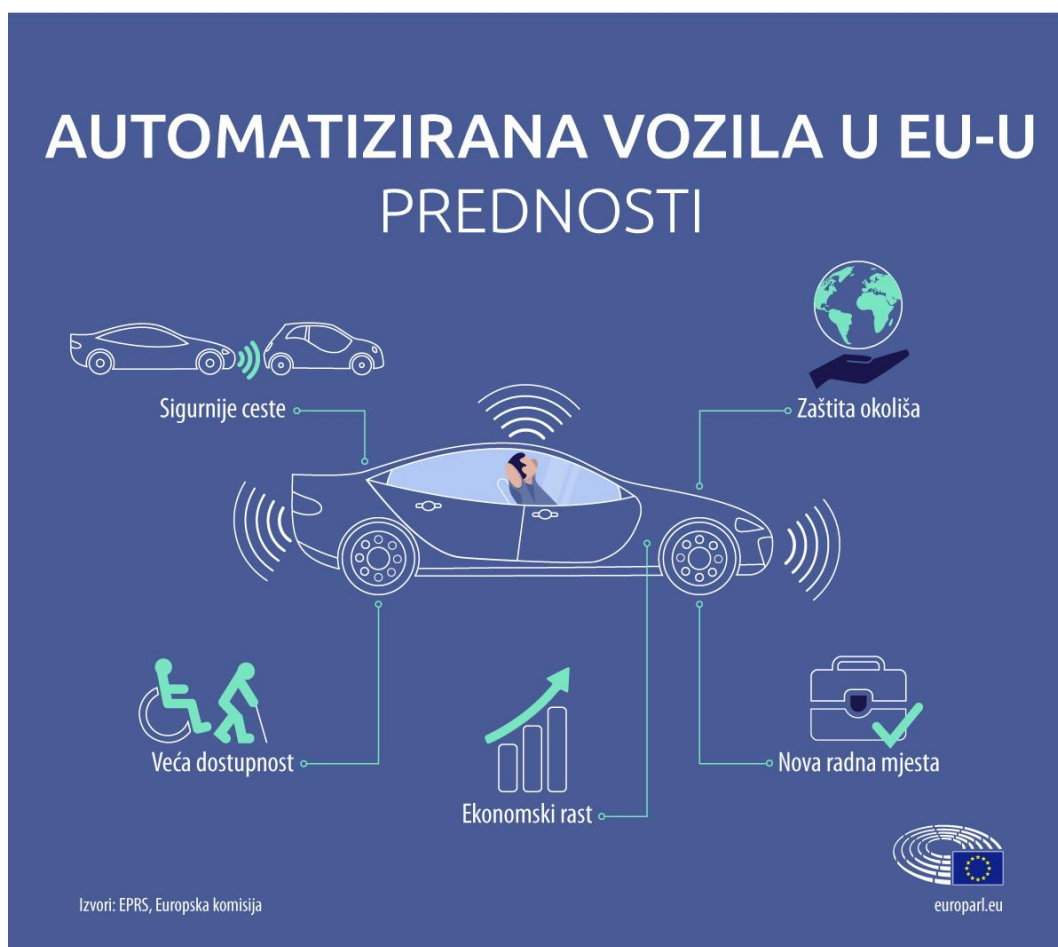 AUTOMATIZIRANA VOZILA U EU-U
PREDNOSTI
Sigurnije ceste
Zaštita okoliša
Veća dostupnost
Ekonomski rast
Nova radna mjesta
Izvori: EPRS, Europska komisija
europarl.eu